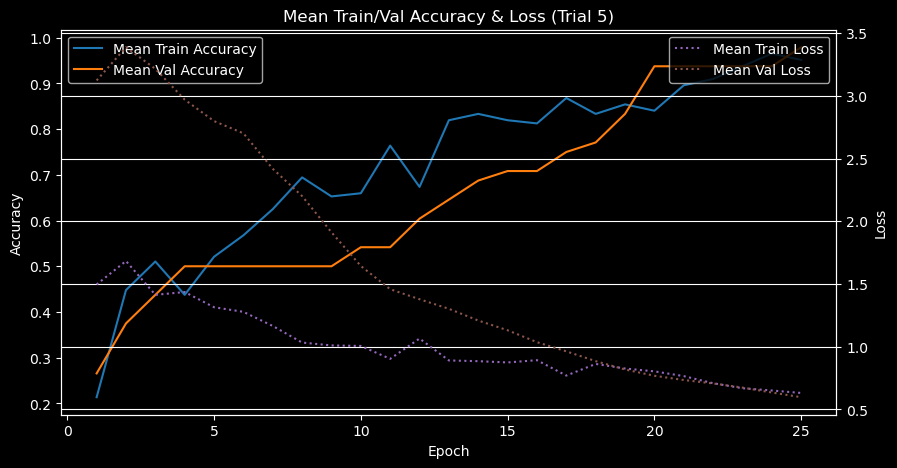 Mean Train/Val Accuracy & Loss (Trial 5)
Mean Train Accuracy
Mean Val Accuracy
Mean Train Loss
Mean Val Loss
Accuracy
1.0
0.9
0.8
0.7
0.6
0.5
0.4
0.3
0.2
Loss
3.5
3.0
2.5
2.0
1.5
1.0
0.5
0
5
10
15
20
25
Epoch